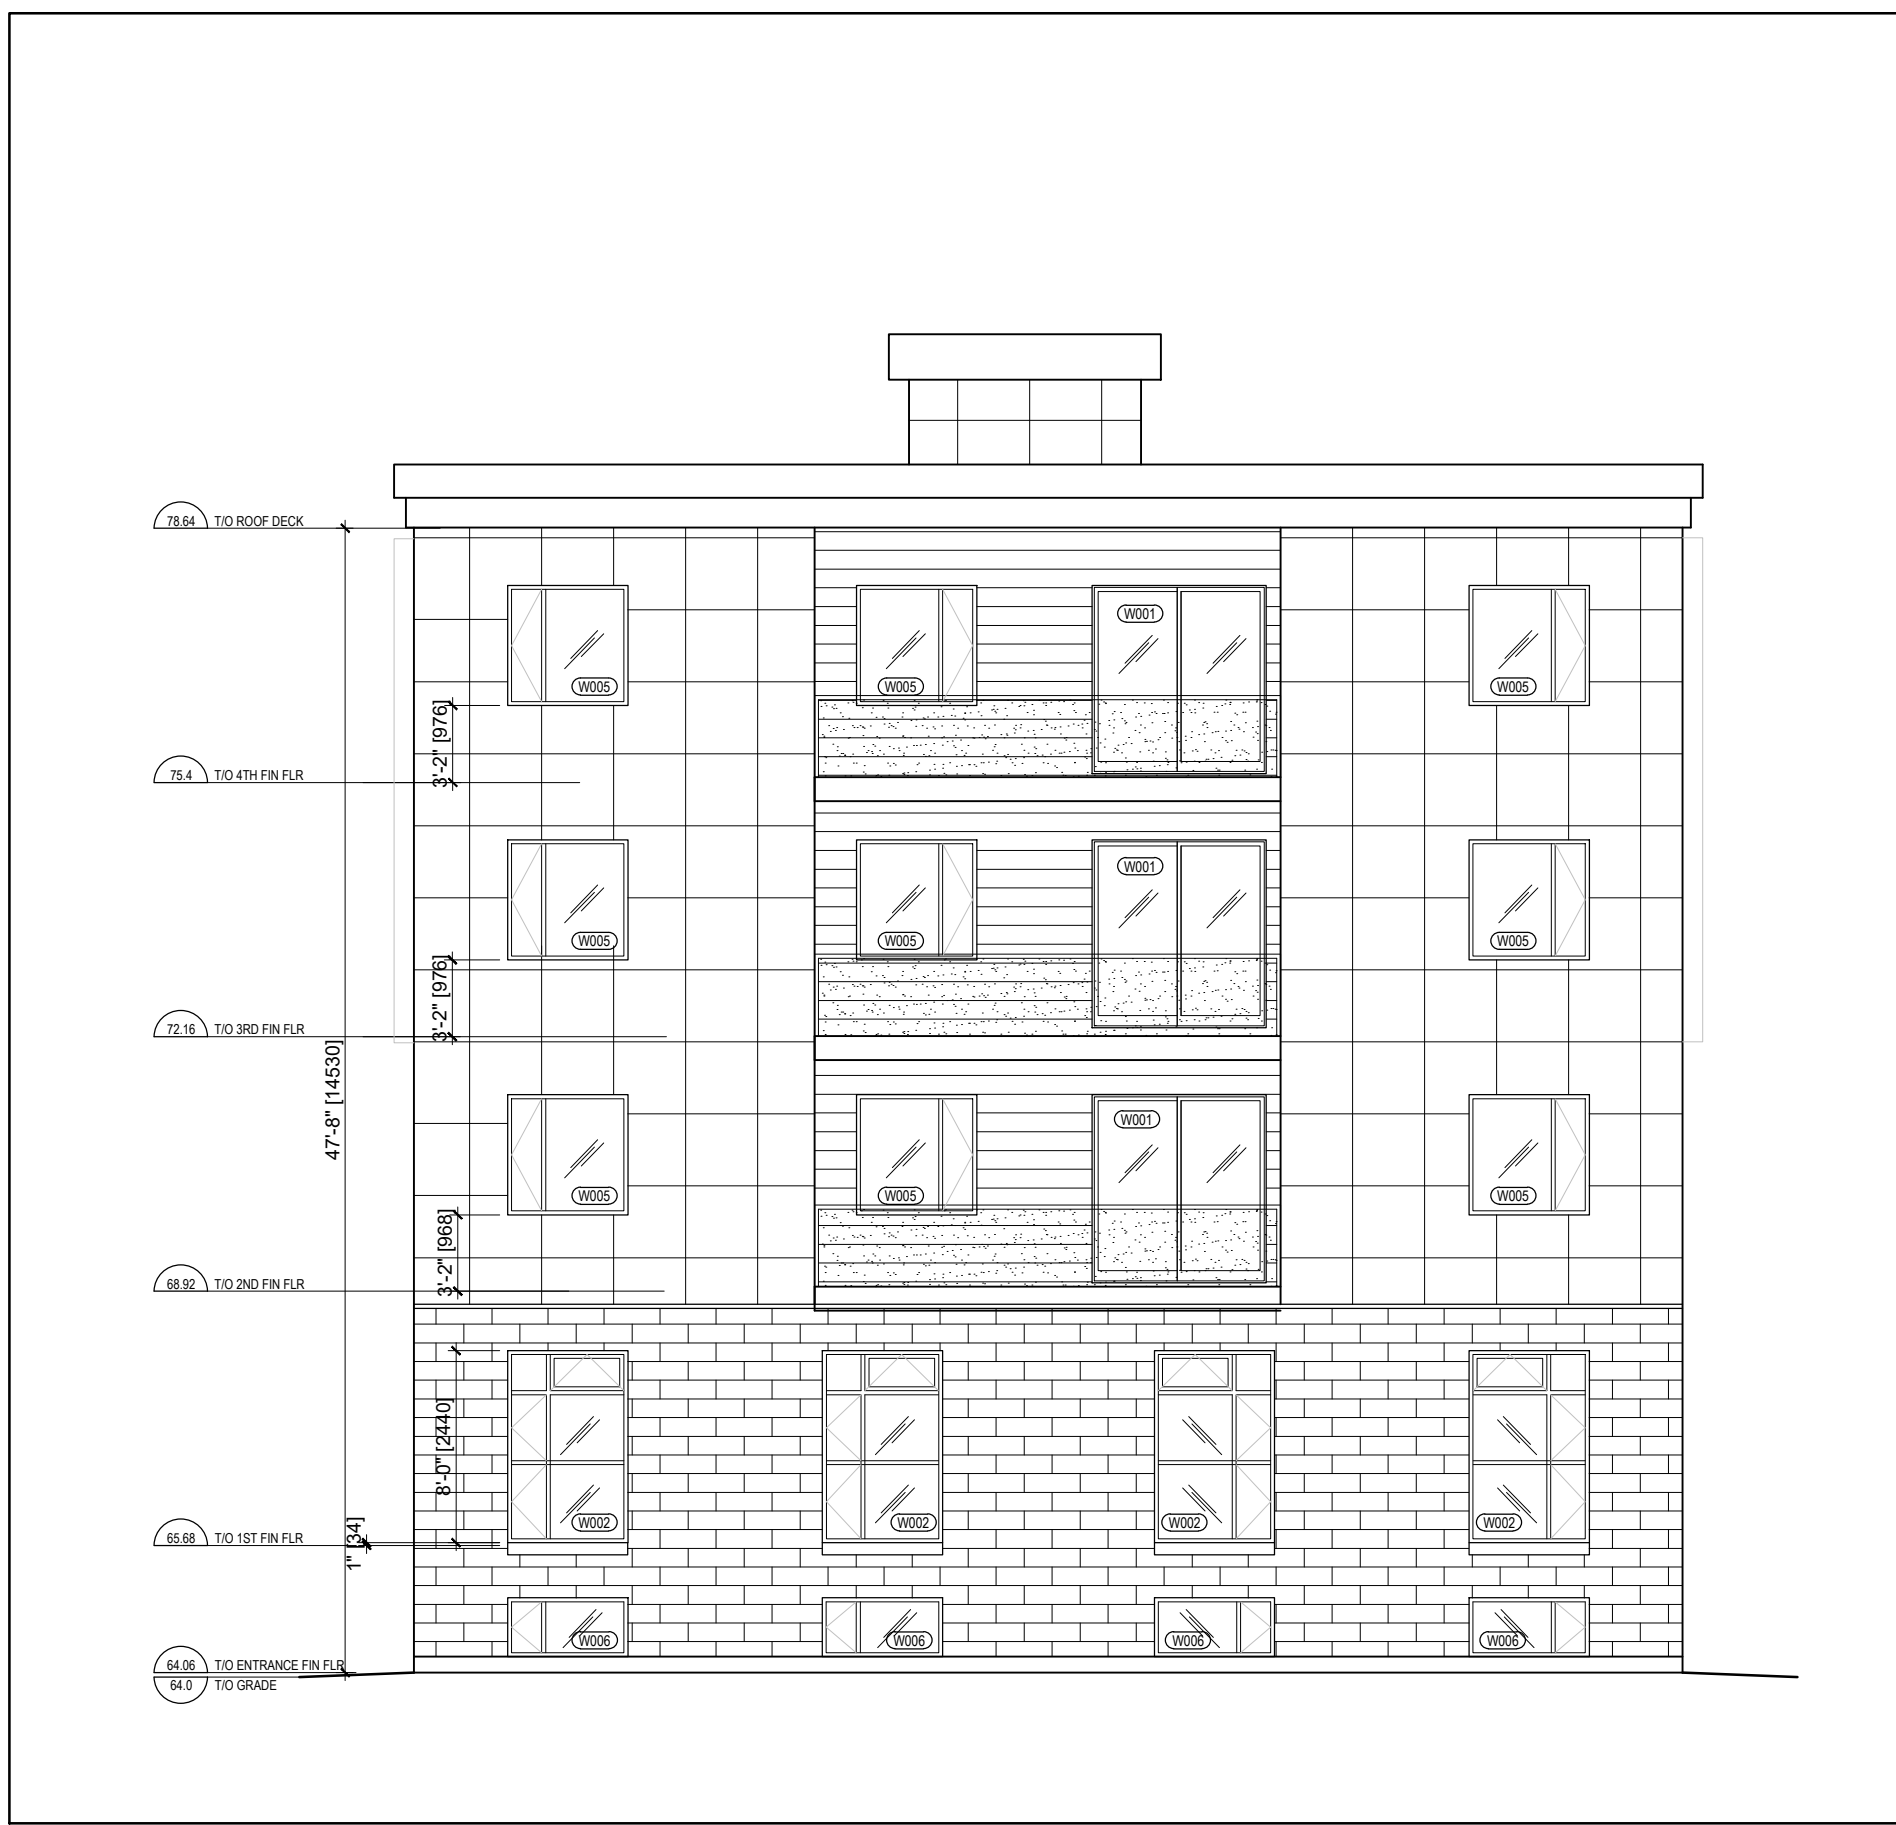 78.64 T/O ROOF DECK
W001
W005 W005 W005
3'-2" [976]
75.4 T/O 4TH FIN FLR
W001
W005 W005 W005
3'-2" [976]
72.16 T/O 3RD FIN FLR
47'-8" [14530]
W001
W005 W005 W005
3'-2" [968]
68.92 T/O 2ND FIN FLR
8'-0" [2440]
W002 W002 W002 W002
65.68 T/O 1ST FIN FLR
1" [34]
W006 W006 W006 W006
64.06 T/O ENTRANCE FIN FLR
64.0 T/O GRADE